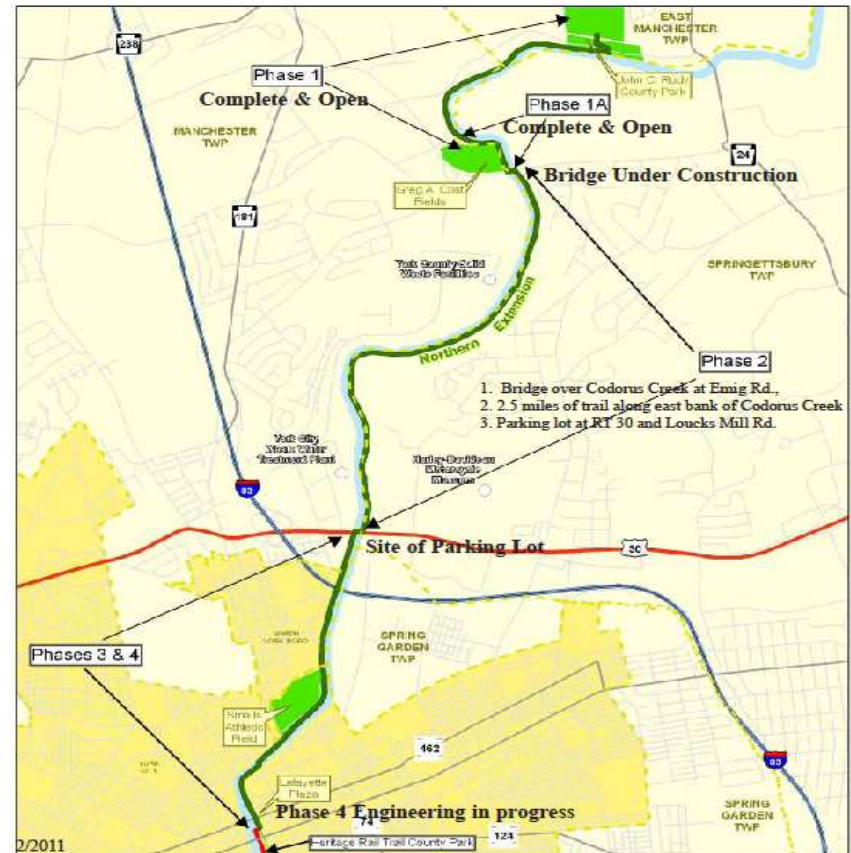 EAST
MANCHESTER
TWP
238
Phase 1
Complete & Open
John C. Rudy
County Park
Phase 1A
Complete & Open
MANCHESTER
TWP
24
Bridge Under Construction
Fields
181
York County Solid
Waste Facilities
SPRINGETTSBURY
TWP
Northern Extension
Phase 2
1. Bridge over Codorus Creek at Emig Rd.,
2. 2.5 miles of trail along east bank of Codorus Creek
3. Parking lot at RT 30 and Loucks Mill Rd.
York City
Water
Treatment Plant
Harley-Davidson
Motorcycle
Museum
83
Site of Parking Lot
30
Phases 3 & 4
SPRING
GARDEN
TWP
Athletic
Field
462
83
Lafayette
Plaza
Phase 4 Engineering in progress
74
SPRING
GARDEN
TWP
124
2/2011
Heritage Rail Trail County Park